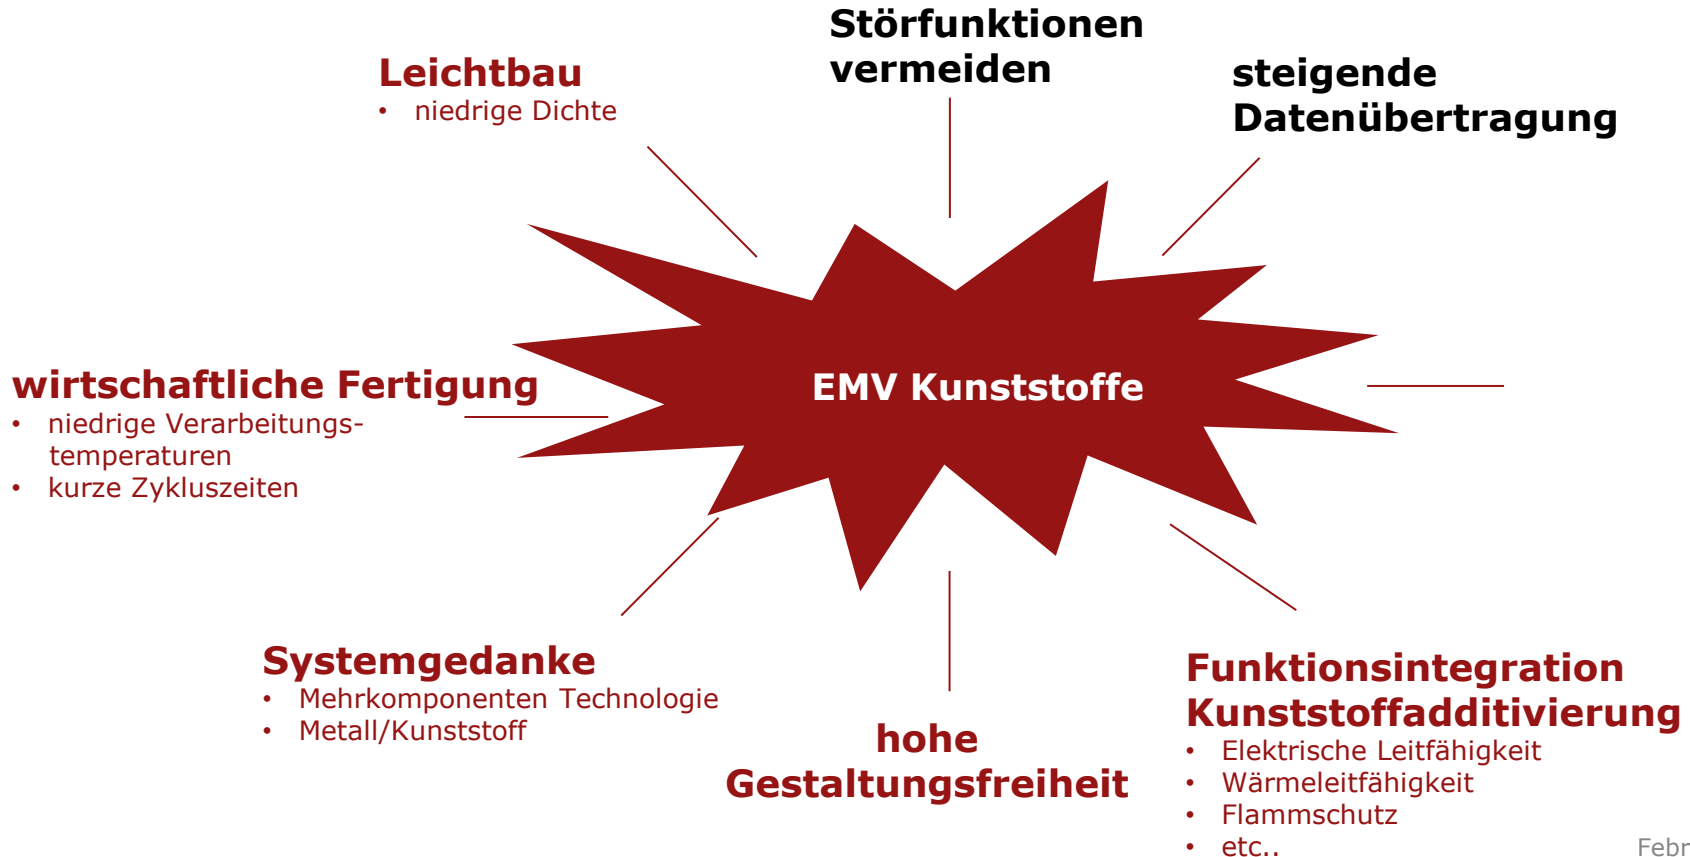 Störfunktionen
vermeiden
Leichtbau
• niedrige Dichte
steigende
Datenübertragung
wirtschaftliche Fertigung
• niedrige Verarbeitungs-
temperaturen
• kurze Zykluszeiten
EMV Kunststoffe
Systemgedanke
• Mehrkomponenten Technologie
• Metall/Kunststoff
hohe
Gestaltungsfreiheit
Funktionsintegration
Kunststoffadditivierung
• Elektrische Leitfähigkeit
• Wärmeleitfähigkeit
• Flammschutz
• etc..
Febr